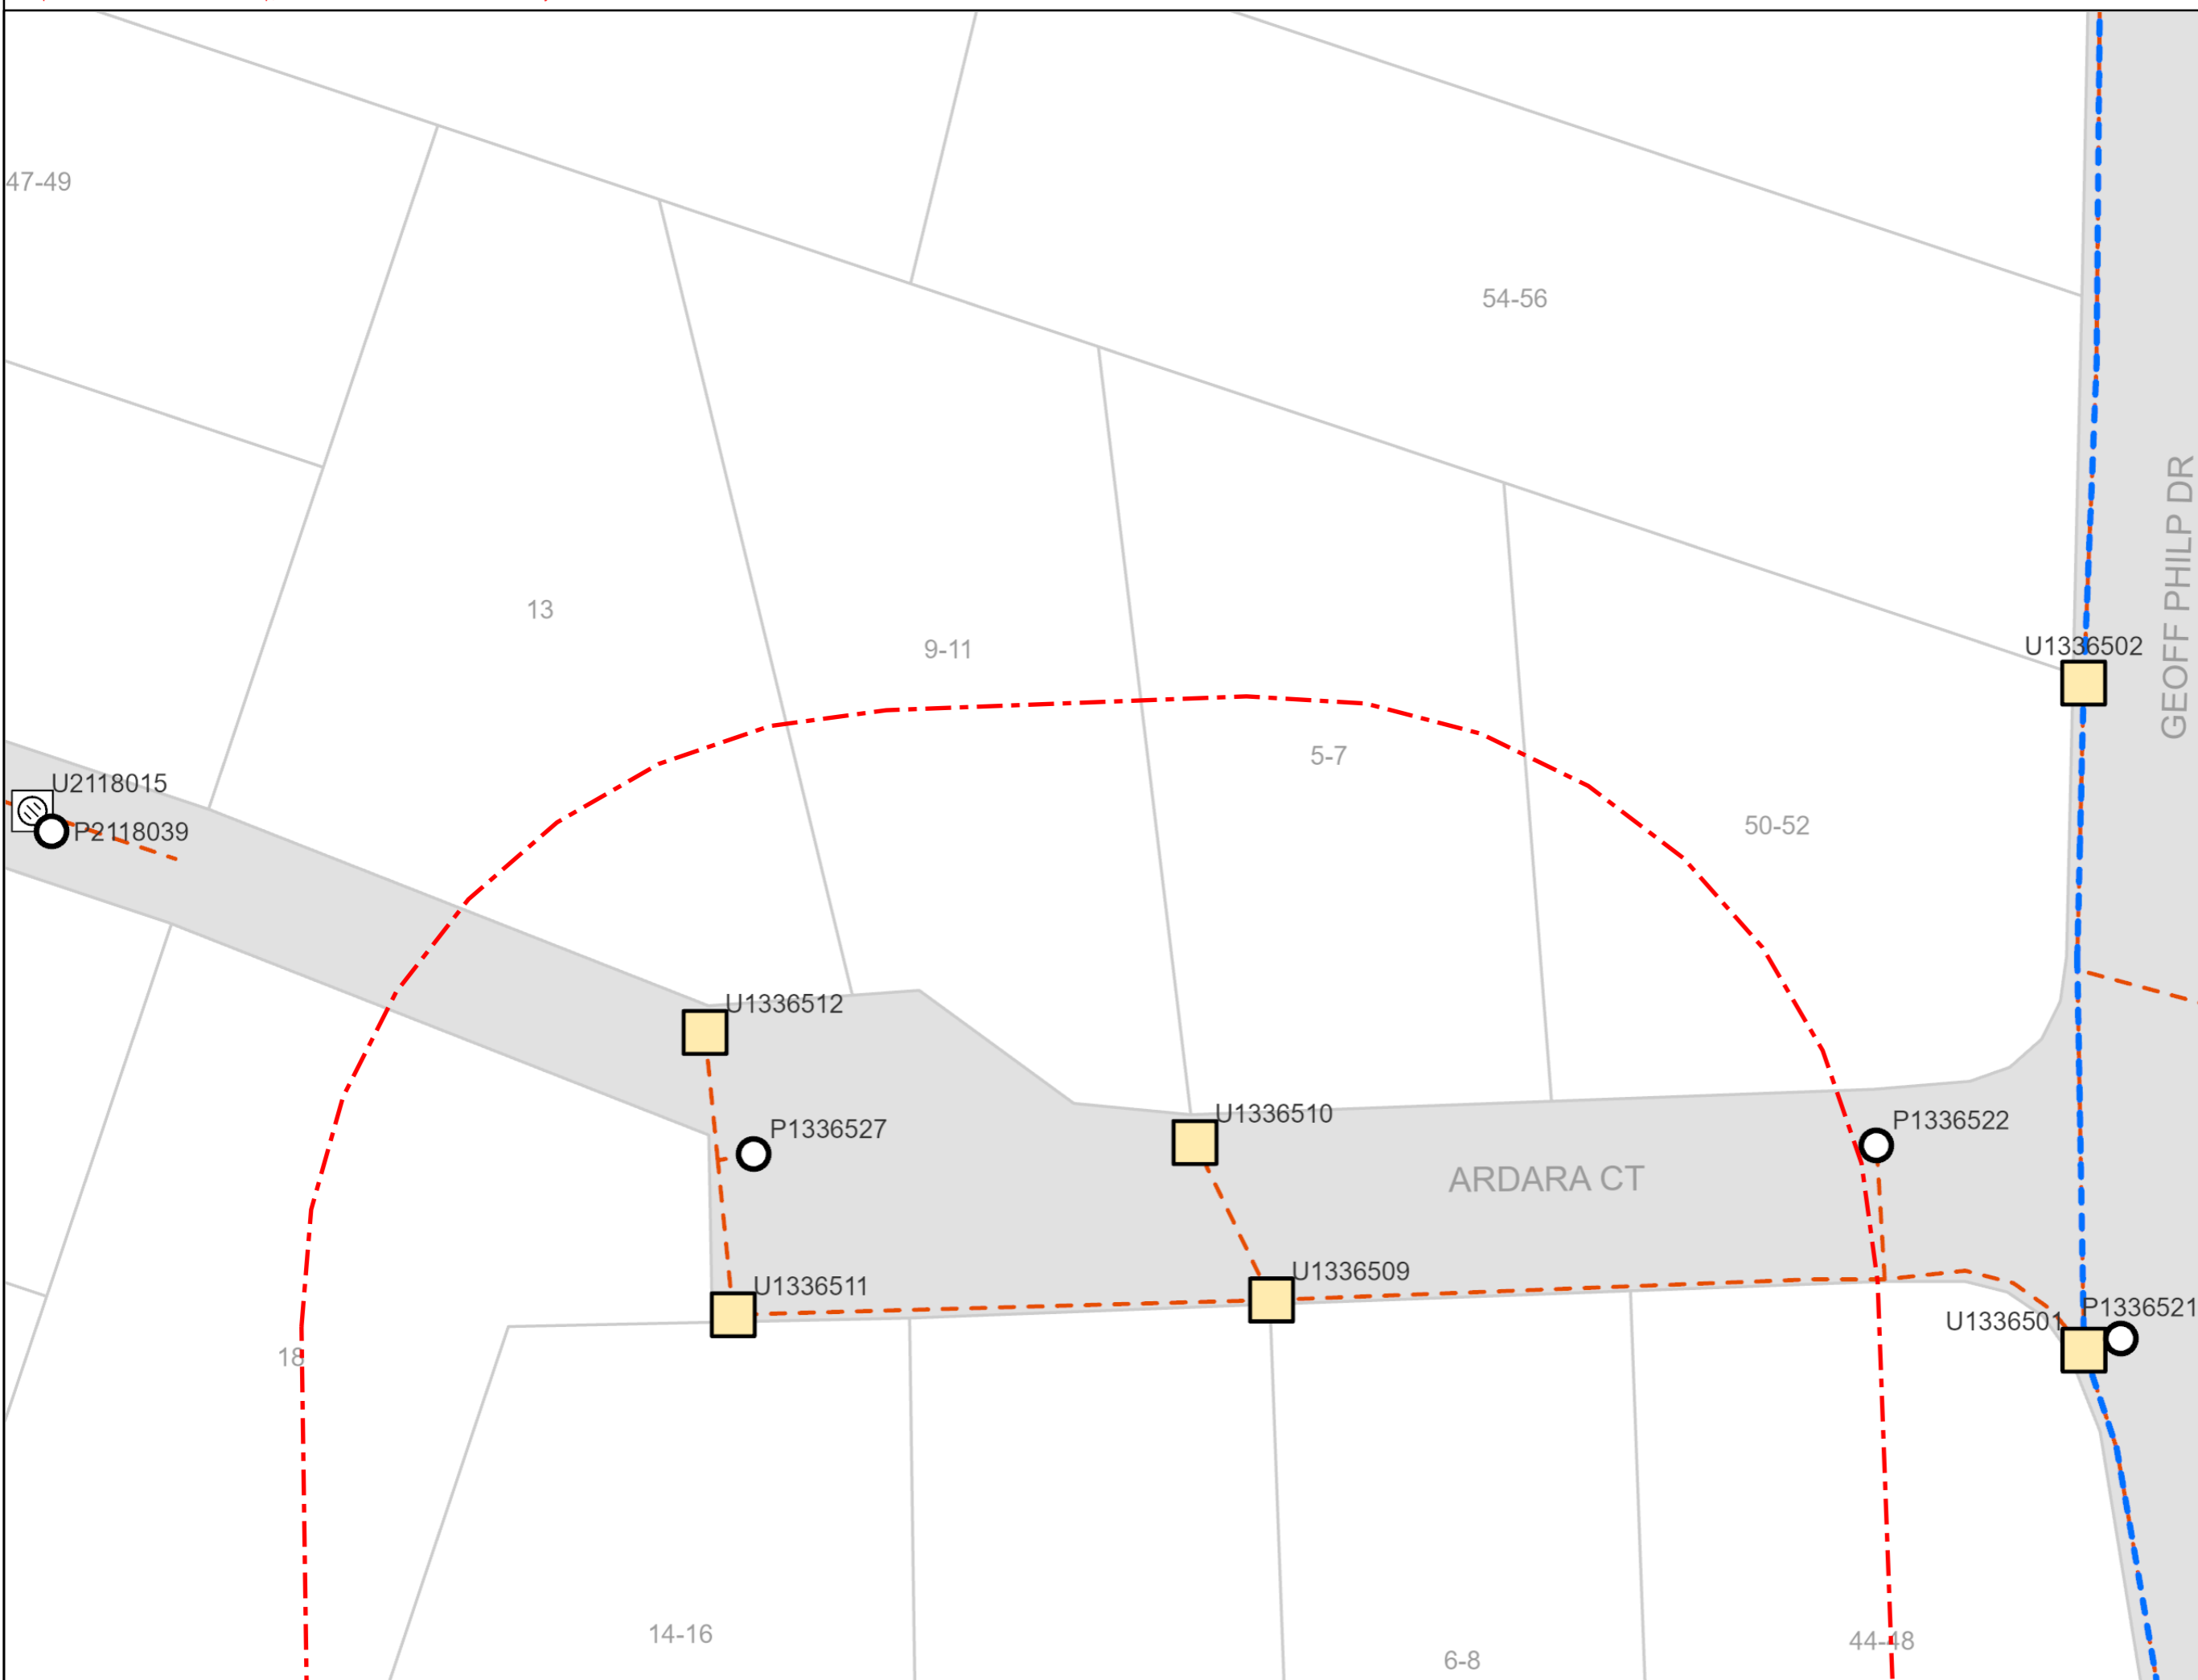 47-49
54-56
GEOFF PHILP DR
13
9-11
U1336502
5-7
U2118015
50-52
P2118039
U1336512
U1336510
P1336522
P1336527
ARDARA CT
U1336509
U1336511
P1336521
U1336501
18
14-16
44-48
6-8